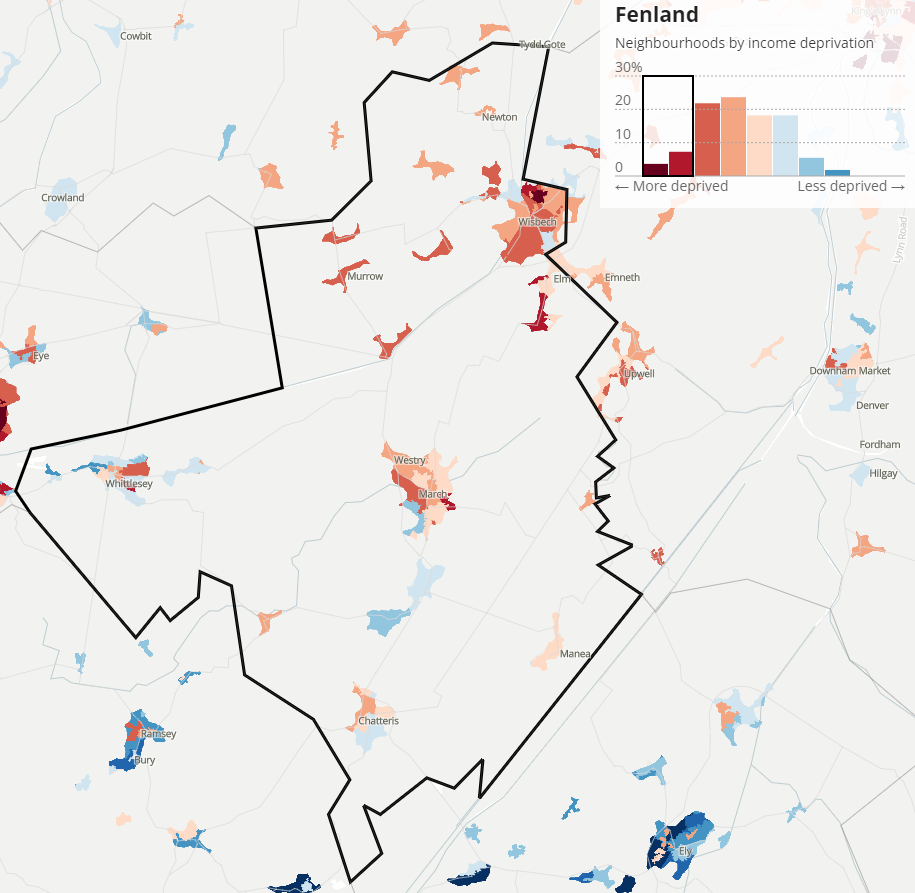 Fenland
Neighbourhoods by income deprivation
30%
20
10
0
← More deprived
Less deprived →
Cowbit
Tydd Gote
Newton
Crowland
Wisbech
Lynn Road
Murrow
Elm
Emneth
Eye
Upwell
Downham Market
Denver
Westry
Fordham
Whittlesey
March
Hilgay
Manea
Chatteris
Ramsey
Bury
Ely